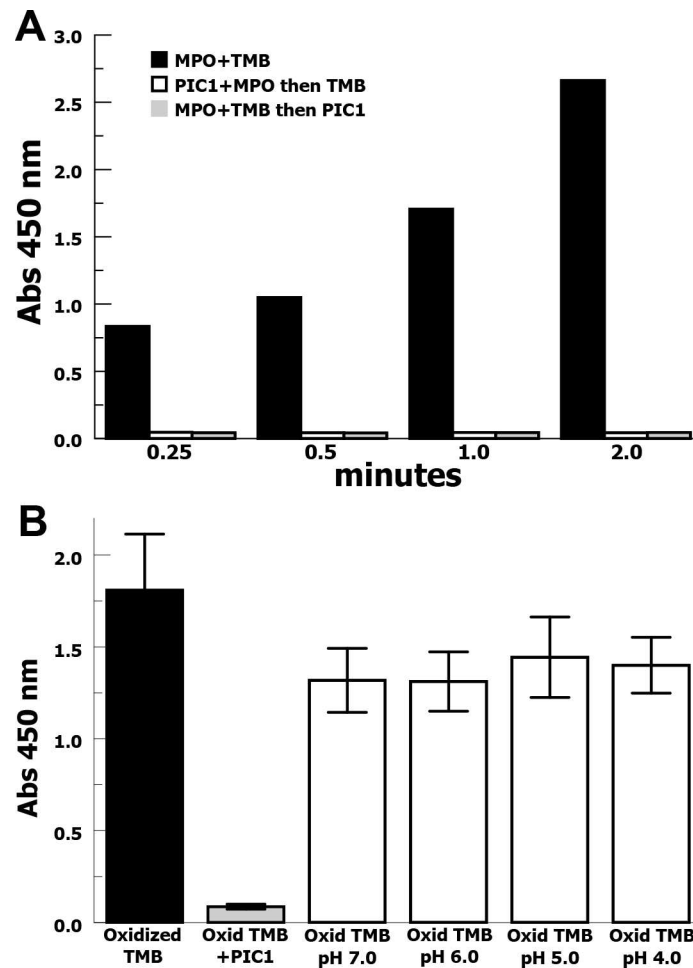 A
3.0
2.5
2.0
1.5
1.0
0.5
0.0
Abs 450 nm
MPO+TMB
PIC1+MPO then TMB
MPO+TMB then PIC1
0.25 0.5 1.0 2.0
minutes
B
2.0
1.5
1.0
0.5
0.0
Abs 450 nm
Oxidized Oxid TMB Oxid TMB Oxid TMB Oxid TMB Oxid TMB
TMB +PIC1 pH 7.0 pH 6.0 pH 5.0 pH 4.0